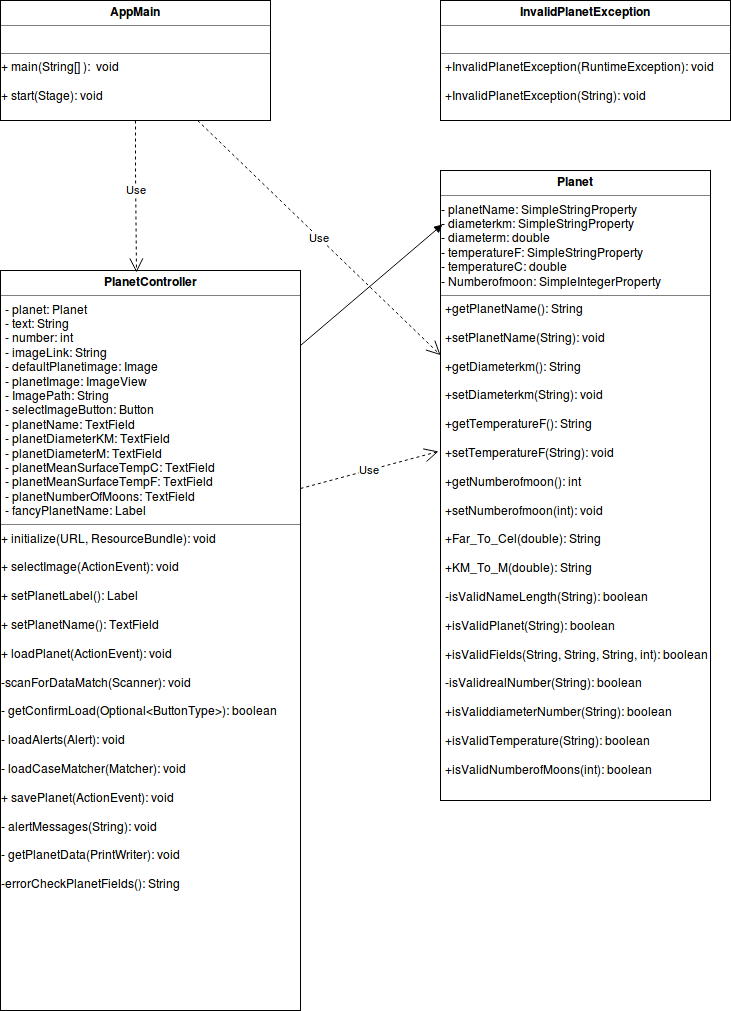 AppMain
+ main(String[] ): void
+ start(Stage): void
InvalidPlanetException
+InvalidPlanetException(RuntimeException): void
+InvalidPlanetException(String): void
Use
Use
Planet
- planetName: SimpleStringProperty
- diameterkm: SimpleStringProperty
- diameterm: double
- temperatureF: SimpleStringProperty
- temperatureC: double
- Numberofmoon: SimpleIntegerProperty
+getPlanetName(): String
+setPlanetName(String): void
+getDiameterkm(): String
+setDiameterkm(String): void
+getTemperatureF(): String
+setTemperatureF(String): void
+getNumberofmoon(): int
+setNumberofmoon(int): void
+Far_To_Cel(double): String
+KM_To_M(double): String
-isValidNameLength(String): boolean
+isValidPlanet(String): boolean
+isValidFields(String, String, String, int): boolean
-isValidrealNumber(String): boolean
+isValiddiameterNumber(String): boolean
+isValidTemperature(String): boolean
+isValidNumberofMoons(int): boolean
PlanetController
- planet: Planet
- text: String
- number: int
- imageLink: String
- defaultPlanetimage: Image
- planetImage: ImageView
- ImagePath: String
- selectImageButton: Button
- planetName: TextField
- planetDiameterKM: TextField
- planetDiameterM: TextField
- planetMeanSurfaceTempC: TextField
- planetMeanSurfaceTempF: TextField
- planetNumberOfMoons: TextField
- fancyPlanetName: Label
+ initialize(URL, ResourceBundle): void
+ selectImage(ActionEvent): void
+ setPlanetLabel(): Label
+ setPlanetName(): TextField
+ loadPlanet(ActionEvent): void
-scanForDataMatch(Scanner): void
- getConfirmLoad(Optional<ButtonType>): boolean
- loadAlerts(Alert): void
- loadCaseMatcher(Matcher): void
+ savePlanet(ActionEvent): void
- alertMessages(String): void
- getPlanetData(PrintWriter): void
-errorCheckPlanetFields(): String
Use